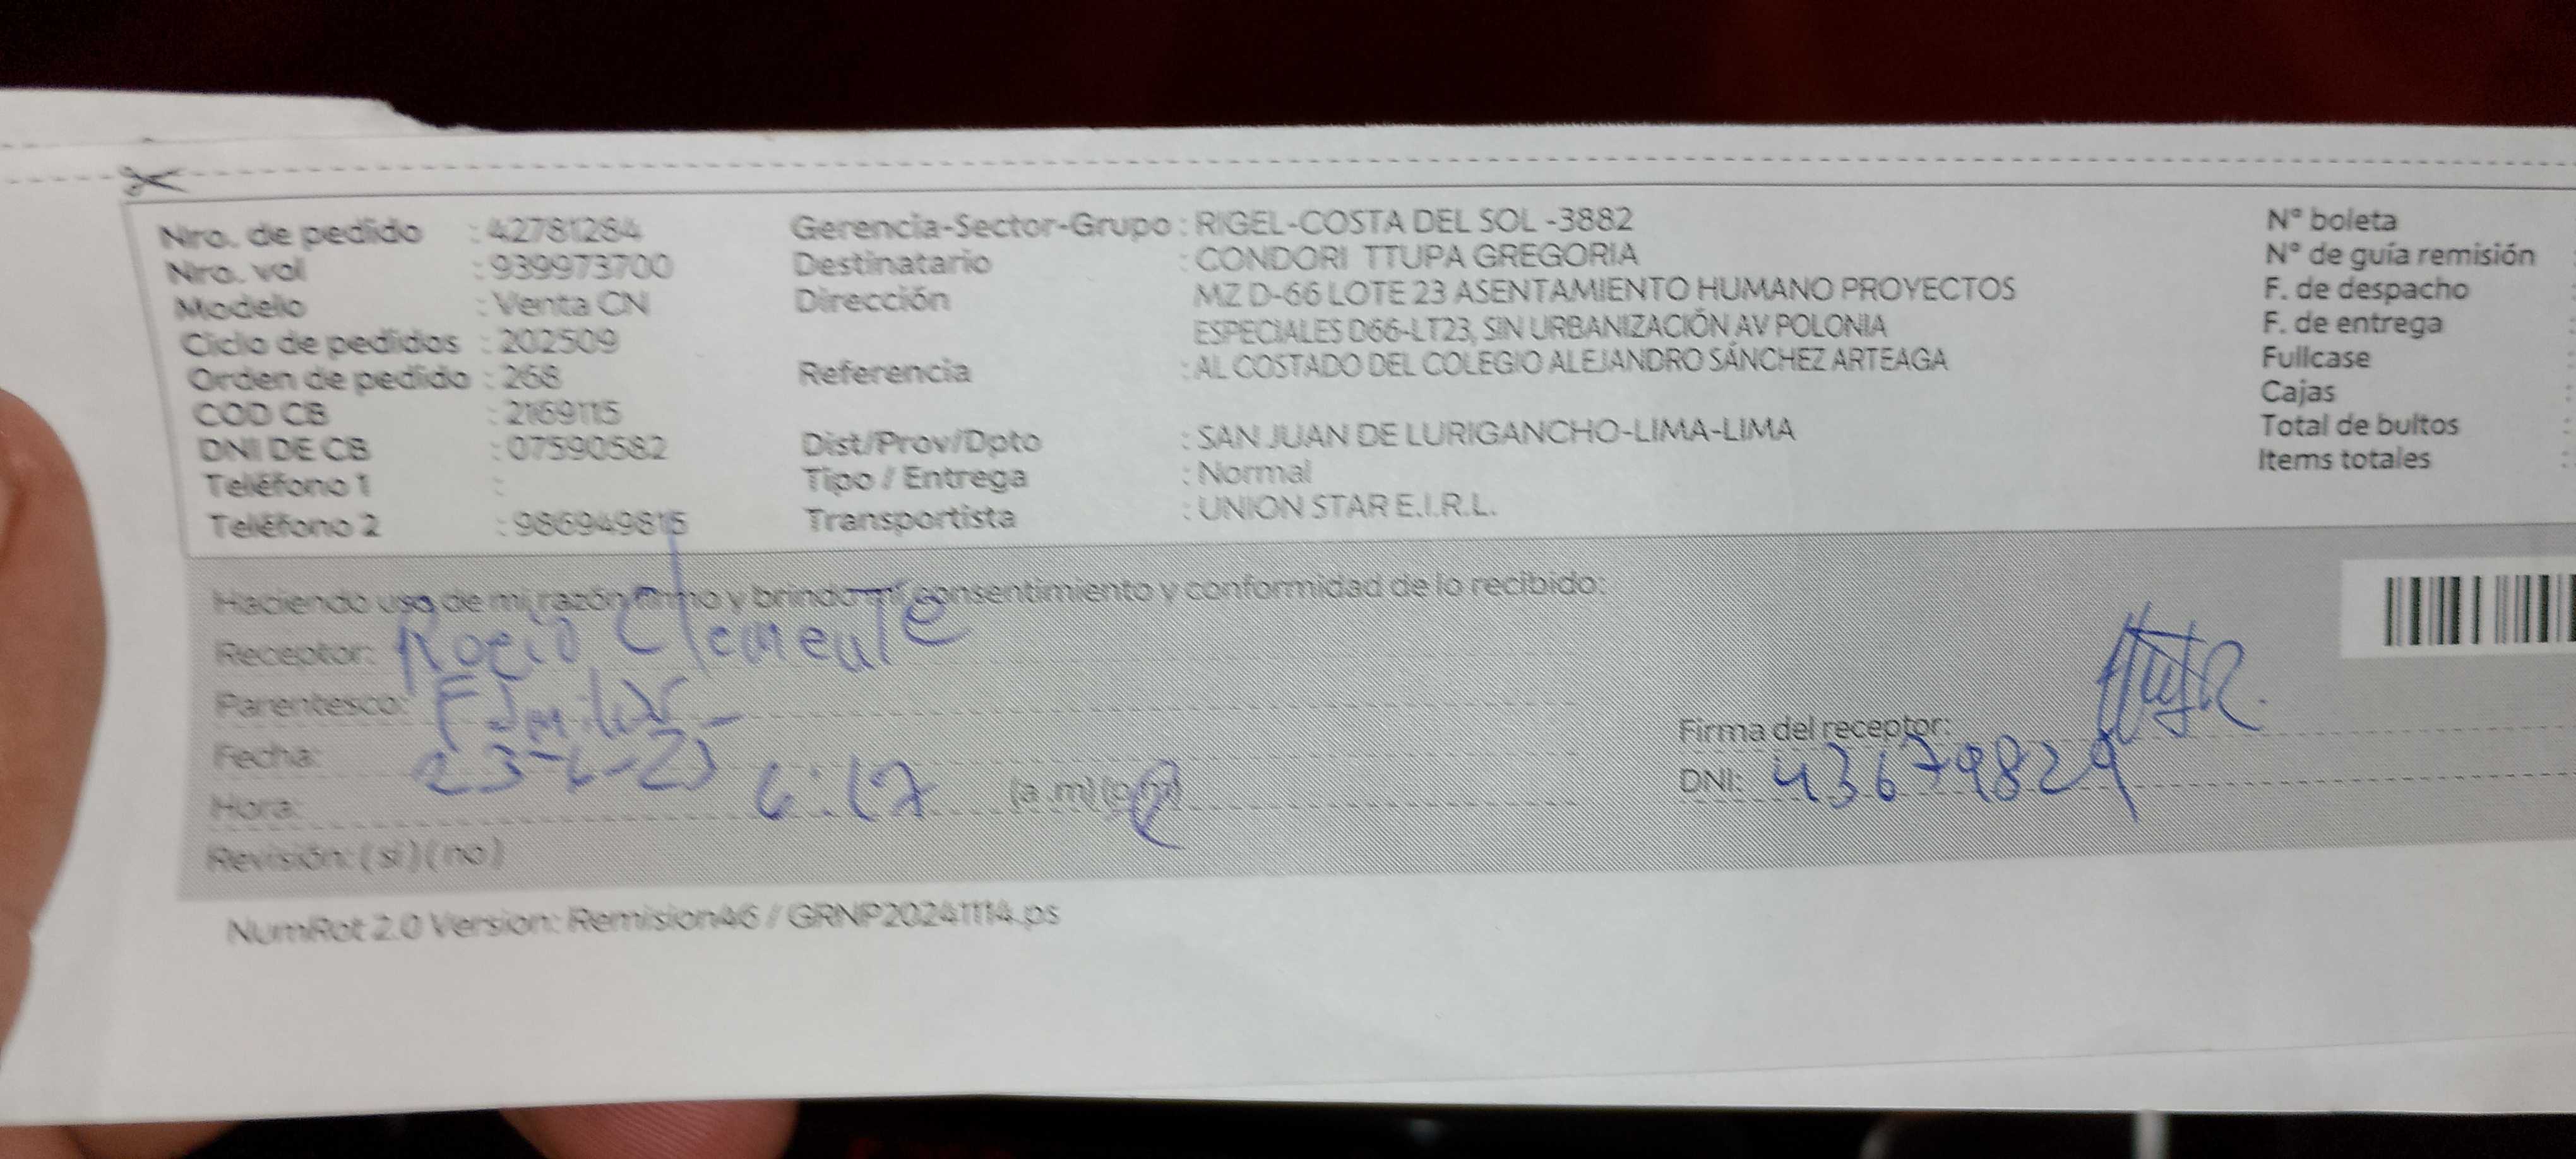 Nro. de pedido : 42781284
Nro. vol : 939973700
Modelo : Venta CN
Ciclo de pedidos : 202509
Orden de pedido : 268
COD CB : 2169115
DNI DE CB : 07590582
Teléfono 1 :
Teléfono 2 : 986949815
Gerencia-Sector-Grupo : RIGEL-COSTA DEL SOL -3882
Destinatario : CONDORI TTUPA GREGORIA
Dirección MZ D-66 LOTE 23 ASENTAMIENTO HUMANO PROYECTOS
ESPECIALES D66-LT23, SIN URBANIZACIÓN AV POLONIA
Referencia : AL COSTADO DEL COLEGIO ALEJANDRO SÁNCHEZ ARTEAGA
Dist/Prov/Dpto : SAN JUAN DE LURIGANCHO-LIMA-LIMA
Tipo / Entrega : Normal
Transportista : UNION STAR E.I.R.L.
N° boleta
N° de guía remisión
F. de despacho
F. de entrega
Fullcase
Cajas
Total de bultos
Items totales
Haciendo uso de mi razón firmo y brindo mi consentimiento y conformidad de lo recibido:
Receptor: Rocio Clemente
Parentesco: Familiar
Fecha:
Hora: 6:17 (a.m)(p.m)
Revisión: (si) (no)
Firma del receptor:
DNI: 43679829
NumRot 2.0 Version: Remision46 / GRNP20241114.ps